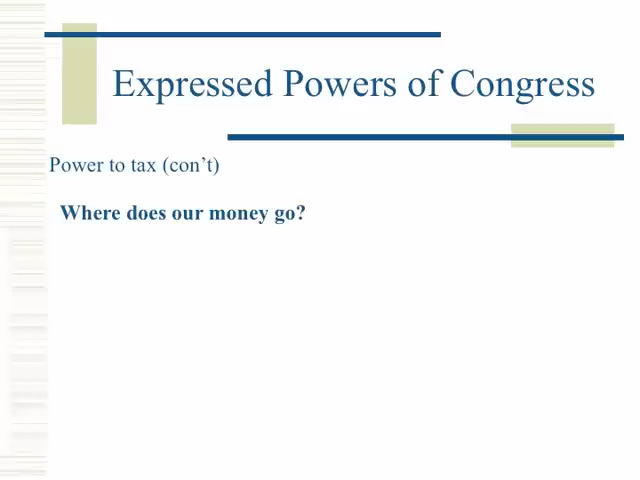 Expressed Powers of Congress
Power to tax (con’t)
Where does our money go?